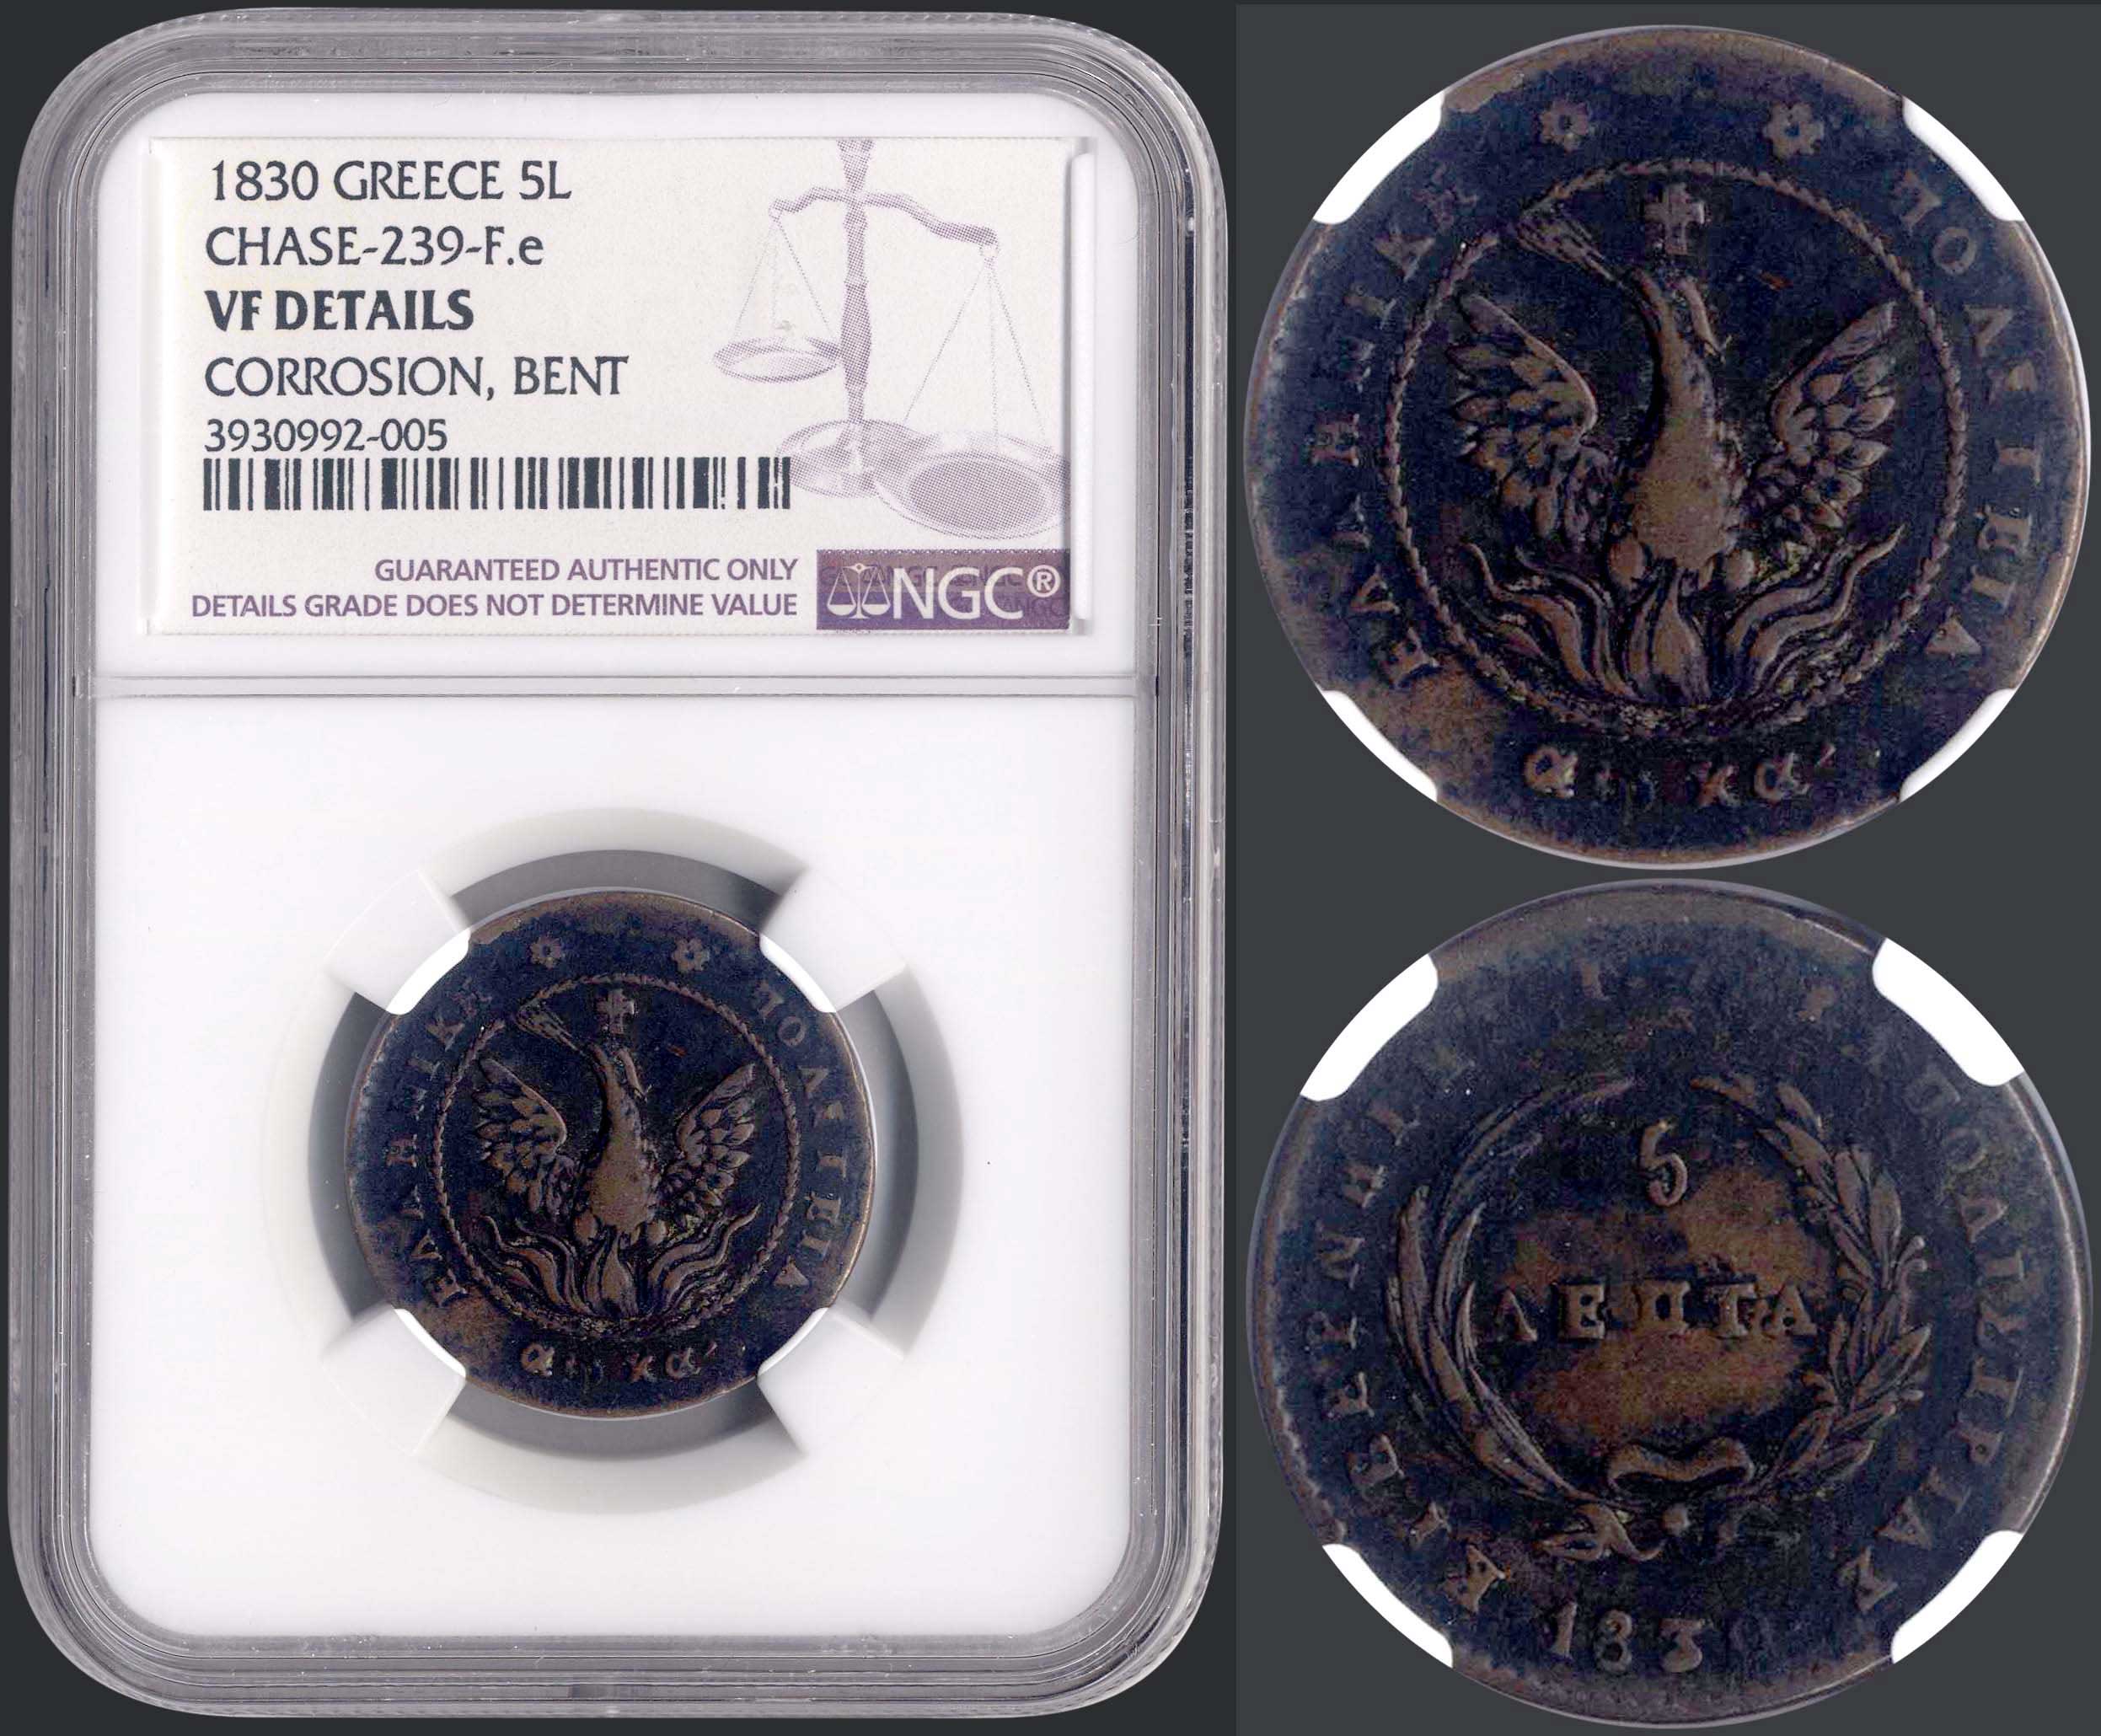 1830 GREECE 5L
CHASE-239-F.e
VF DETAILS
CORROSION, BENT
3930992-005
GUARANTEED AUTHENTIC ONLY
DETAILS GRADE DOES NOT DETERMINE VALUE
NGC®
ΠΟΛΙΤΕΙΑ
5
ΛΕΠΤΑ
1830